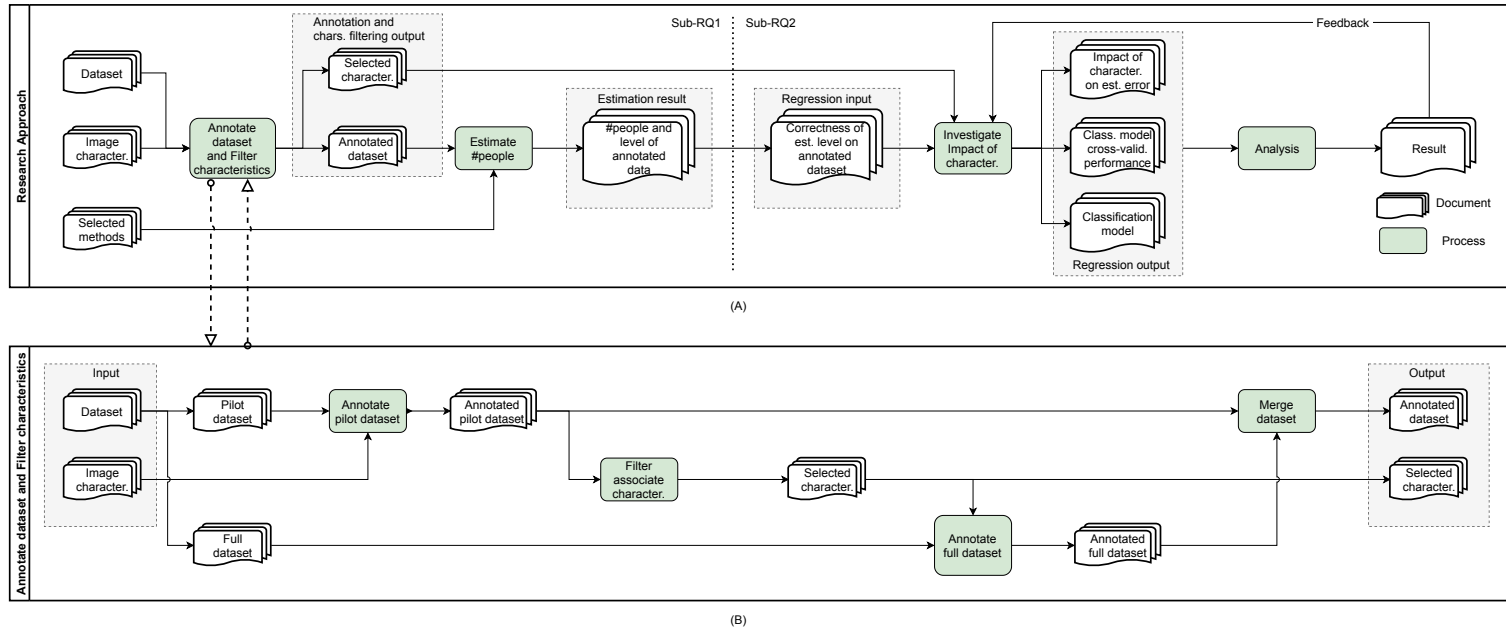 Research Approach
Sub-RQ1
Sub-RQ2
Feedback
Annotation and
chars. filtering output
Dataset
Image
character.
Selected
methods
Annotate
dataset
and Filter
characteristics
Selected
character.
Annotated
dataset
Estimate
#people
Estimation result
#people and
level of
annotated
data
Regression input
Correctness of
est. level on
annotated
dataset
Investigate
Impact of
character.
Impact of
character.
on est. error
Class. model
cross-valid.
performance
Classification
model
Regression output
Analysis
Result
Document
Process
(A)
Annotate dataset and Filter characteristics
Input
Dataset
Image
character.
Pilot
dataset
Full
dataset
Annotate
pilot dataset
Annotated
pilot dataset
Filter
associate
character.
Selected
character.
Annotate
full dataset
Annotated
full dataset
Merge
dataset
Output
Annotated
dataset
Selected
character.
(B)